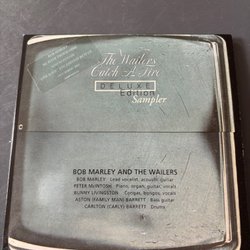 The Wailers
Catch A Fire
DELUXE
Edition
Sampler
BOB MARLEY AND THE WAILERS
BOB MARLEY: Lead vocalist, acoustic guitar
PETER McINTOSH: Piano, organ, guitar, vocals
BUNNY LIVINGSTON: Congas, bongos, vocals
ASTON (FAMILY MAN) BARRETT: Bass guitar
CARLTON (CARLY) BARRETT: Drums